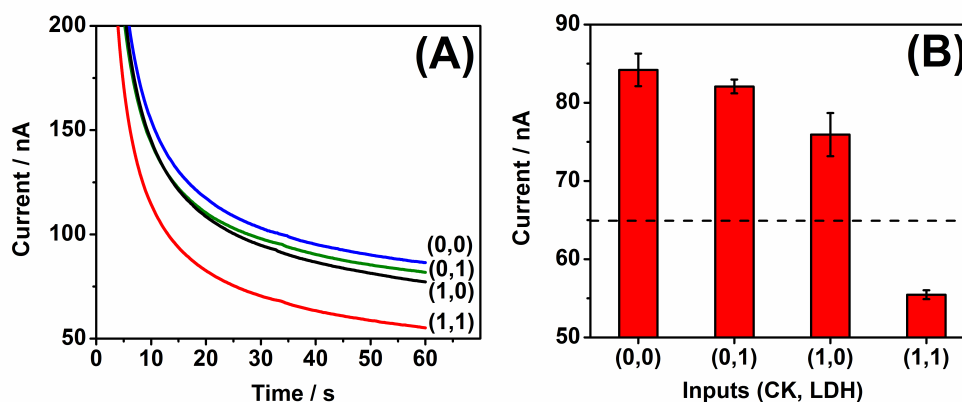 (A)
200
150
100
50
Current / nA
0 10 20 30 40 50 60
Time / s
(0,0)
(0,1)
(1,0)
(1,1)
(B)
90
80
70
60
50
Current / nA
(0,0) (0,1) (1,0) (1,1)
Inputs (CK, LDH)